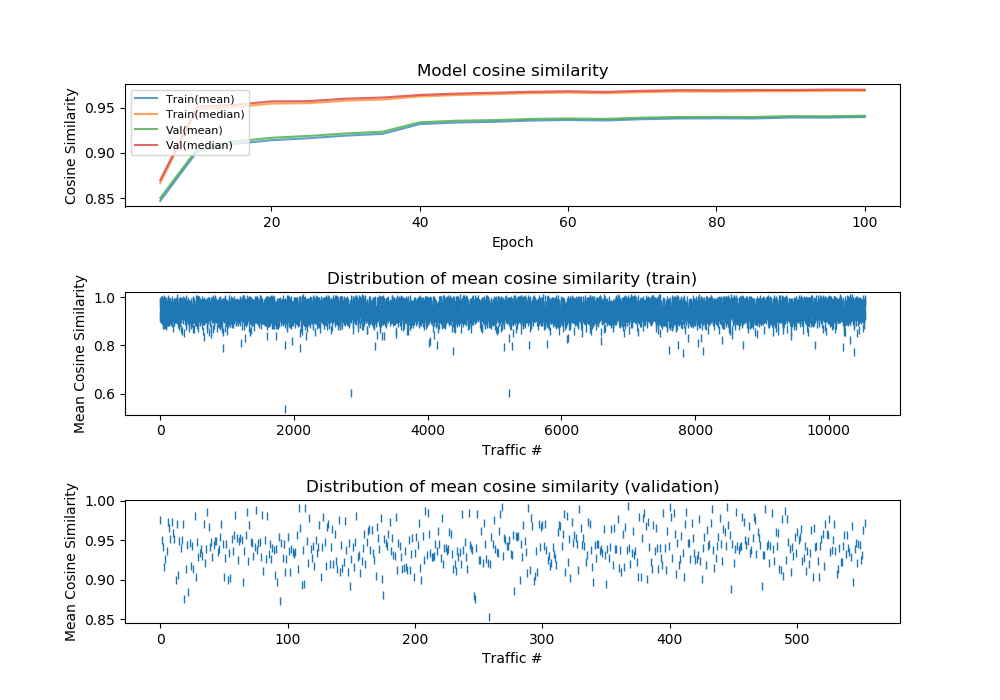 Model cosine similarity
Cosine Similarity
0.95
0.90
0.85
Train(mean)
Train(median)
Val(mean)
Val(median)
20 40 60 80 100
Epoch
Distribution of mean cosine similarity (train)
Mean Cosine Similarity
1.0
0.8
0.6
0 2000 4000 6000 8000 10000
Traffic #
Distribution of mean cosine similarity (validation)
Mean Cosine Similarity
1.00
0.95
0.90
0.85
0 100 200 300 400 500
Traffic #